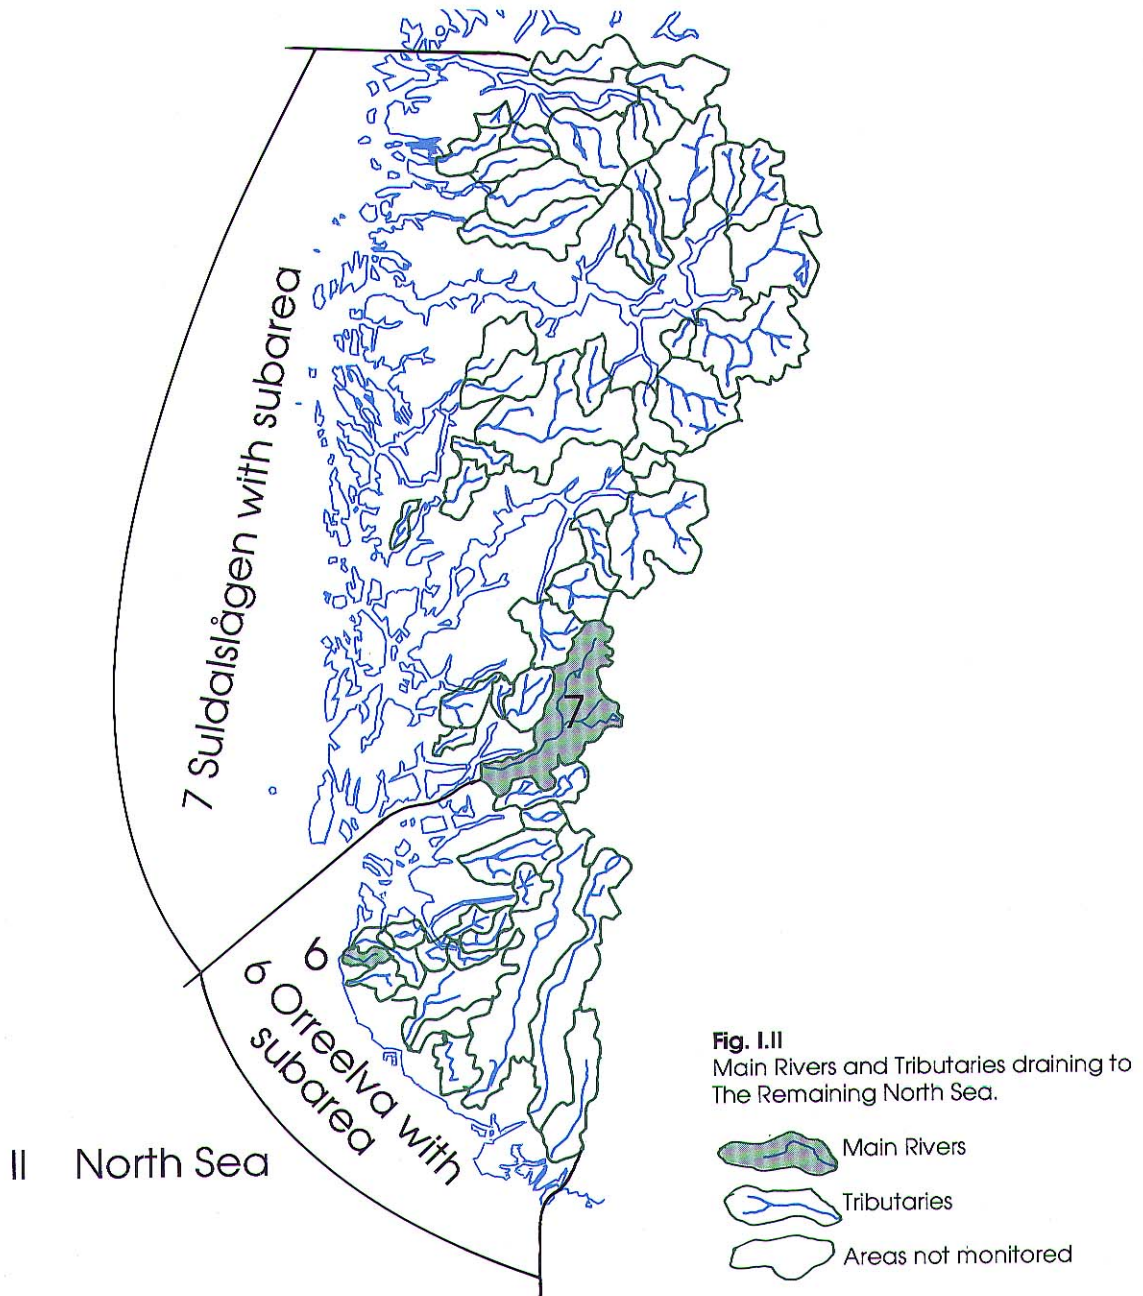 7 Suldalslågen with subarea
7
6
6 Orreelva with
subarea
II North Sea
Fig. I.II
Main Rivers and Tributaries draining to
The Remaining North Sea.
Main Rivers
Tributaries
Areas not monitored